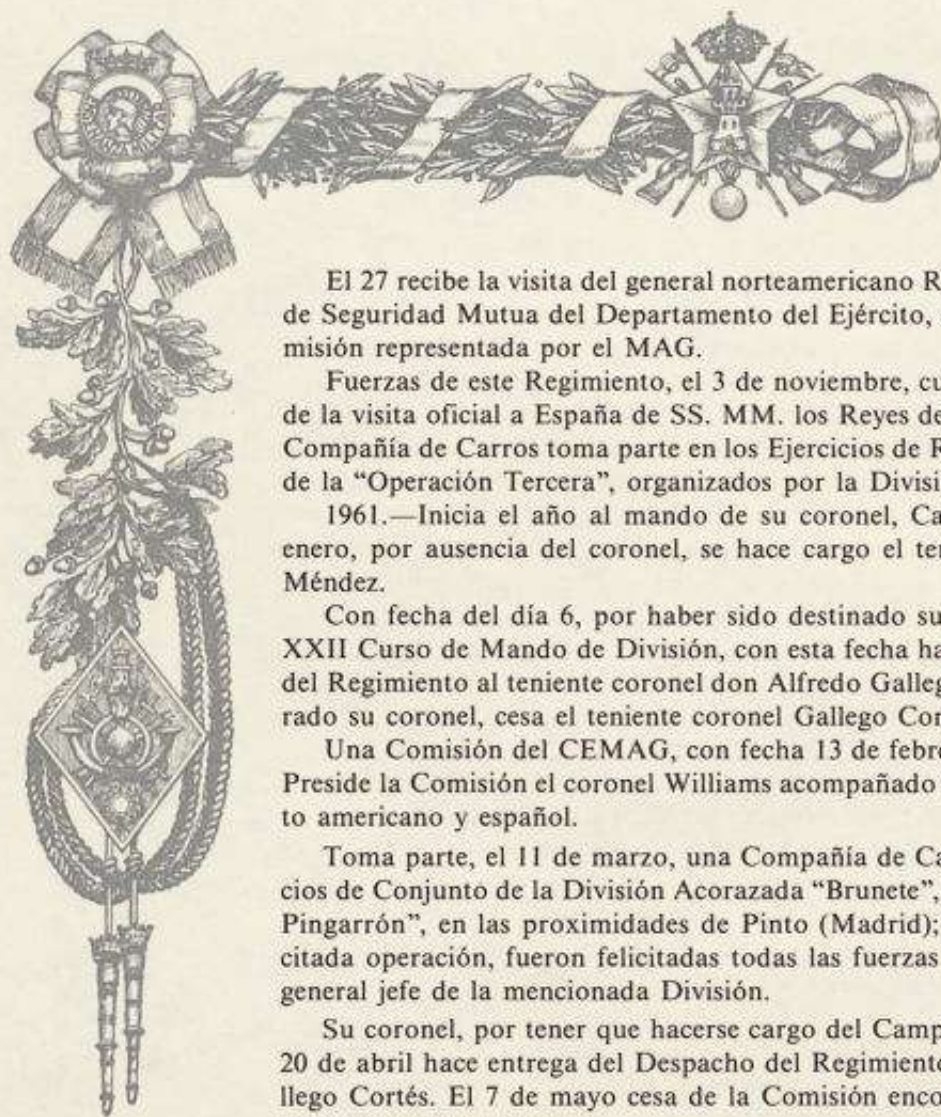 El 27 recibe la visita del general norteamericano R
de Seguridad Mutua del Departamento del Ejército,
misión representada por el MAG.
Fuerzas de este Regimiento, el 3 de noviembre, cu
de la visita oficial a España de SS. MM. los Reyes de
Compañía de Carros toma parte en los Ejercicios de R
de la “Operación Tercera”, organizados por la Divisi
1961.—Inicia el año al mando de su coronel, Ca
enero, por ausencia del coronel, se hace cargo el ter
Méndez.
Con fecha del día 6, por haber sido destinado su
XXII Curso de Mando de División, con esta fecha ha
del Regimiento al teniente coronel don Alfredo Galleg
rado su coronel, cesa el teniente coronel Gallego Cor
Una Comisión del CEMAG, con fecha 13 de febre
Preside la Comisión el coronel Williams acompañado
to americano y español.
Toma parte, el 11 de marzo, una Compañía de Ca
cios de Conjunto de la División Acorazada “Brunete”,
Pingarrón”, en las proximidades de Pinto (Madrid);
citada operación, fueron felicitadas todas las fuerzas
general jefe de la mencionada División.
Su coronel, por tener que hacerse cargo del Camp
20 de abril hace entrega del Despacho del Regimiento
llego Cortés. El 7 de mayo cesa de la Comisión enco